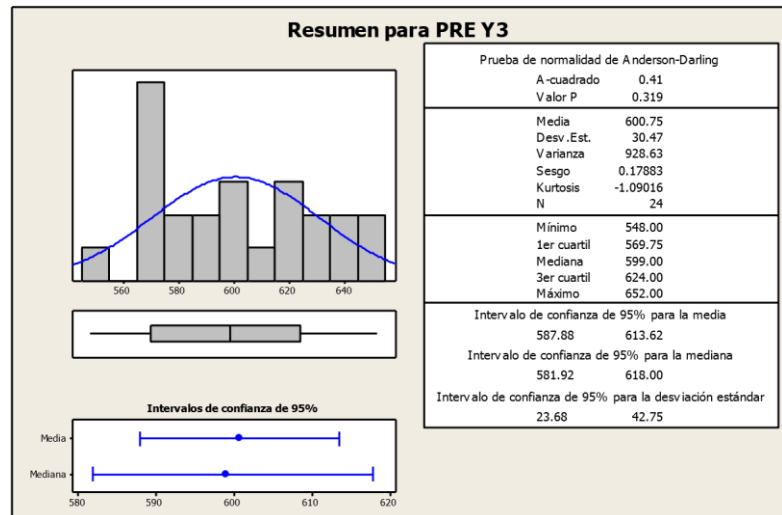 Resumen para PRE Y3
560 580 600 620 640
Intervalos de confianza de 95%
Media
Mediana
580 590 600 610 620
Prueba de normalidad de Anderson-Darling
A-cuadrado 0.41
Valor P 0.319
Media 600.75
Desv.Est. 30.47
Varianza 928.63
Sesgo 0.17883
Kurtosis -1.09016
N 24
Mínimo 548.00
1er cuartil 569.75
Mediana 599.00
3er cuartil 624.00
Máximo 652.00
Intervalo de confianza de 95% para la media
587.88 613.62
Intervalo de confianza de 95% para la mediana
581.92 618.00
Intervalo de confianza de 95% para la desviación estándar
23.68 42.75